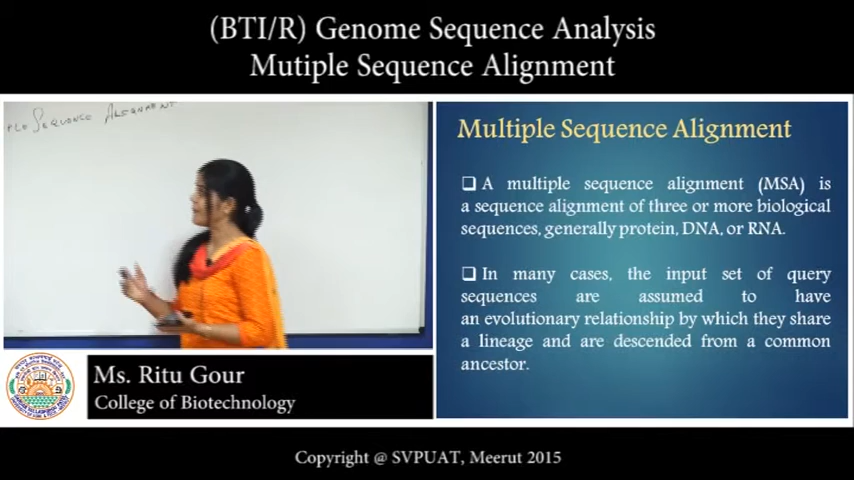 (BTI/R) Genome Sequence Analysis
Mutiple Sequence Alignment
PLE SEQUENCE ALEGNMENT
Multiple Sequence Alignment
❑ A multiple sequence alignment (MSA) is
a sequence alignment of three or more biological
sequences, generally protein, DNA, or RNA.
❑ In many cases, the input set of query
sequences are assumed to have
an evolutionary relationship by which they share
a lineage and are descended from a common
ancestor.
Ms. Ritu Gour
College of Biotechnology
Copyright @ SVPUAT, Meerut 2015